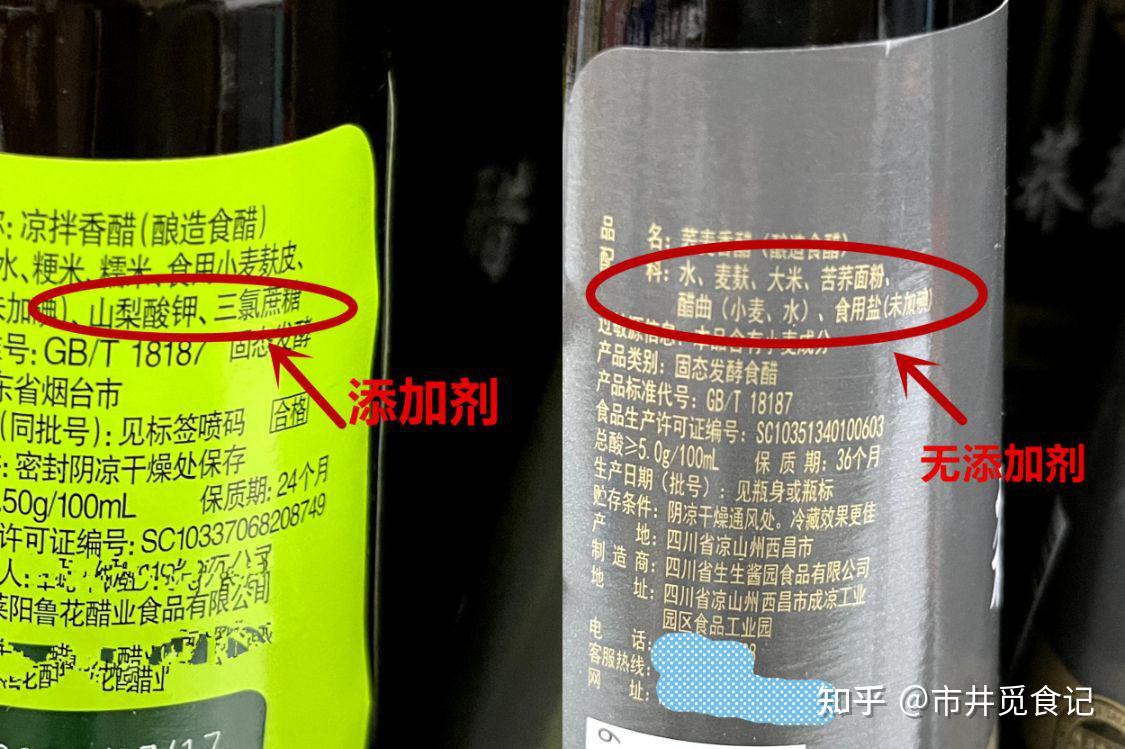 :凉拌香醋(酿造食醋)
水、粳米、糯米、食用小麦麸皮、
未加碘)、山梨酸钾、三氯蔗糖
号:GB/T 18187 固态发酵
东省烟台市
(同批号):见标签喷码 合格
:密封阴凉干燥处保存
.50g/100mL 保质期:24个月
许可证编号:SC10337068208749
人:
莱阳鲁花醋业食品有限公司
添加剂
醋
品 名:荞麦香醋(酿造食醋)
配 料:水、麦麸、大米、苦荞面粉、
醋曲(小麦、水)、食用盐(未加碘)
过敏源信息:本品含有小麦成分
产品类别:固态发酵食醋
产品标准代号:GB/T 18187
食品生产许可证编号:SC10351340100603
总酸≥5.0g/100mL 保质期:36个月
生产日期(批号):见瓶身或瓶标
贮存条件:阴凉干燥通风处。冷藏效果更佳
产 地:四川省凉山州西昌市
制造商:四川省生生酱园食品有限公司
地 址:四川省凉山州西昌市成凉工业
园区食品工业园
电 话:
客服热线:
网 址:
无添加剂
知乎 @市井觅食记